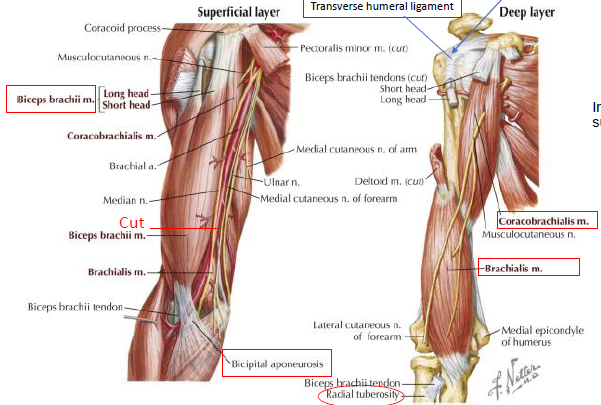 Superficial layer
Coracoid process
Musculocutaneous n.
Pectoralis minor m. (cut)
Biceps brachii m.
Long head
Short head
Coracobrachialis m.
Brachial a.
Medial cutaneous n. of arm
Ulnar n.
Median n.
Medial cutaneous n. of forearm
Cut
Biceps brachii m.
Brachialis m.
Biceps brachii tendon
Bicipital aponeurosis
Transverse humeral ligament
Deep layer
Biceps brachii tendons (cut)
Short head
Long head
Deltoid m. (cut)
Coracobrachialis m.
Musculocutaneous n.
Brachialis m.
Lateral cutaneous n.
of forearm
Medial epicondyle
of humerus
Biceps brachii tendon
Radial tuberosity
F. Netter
M.D.